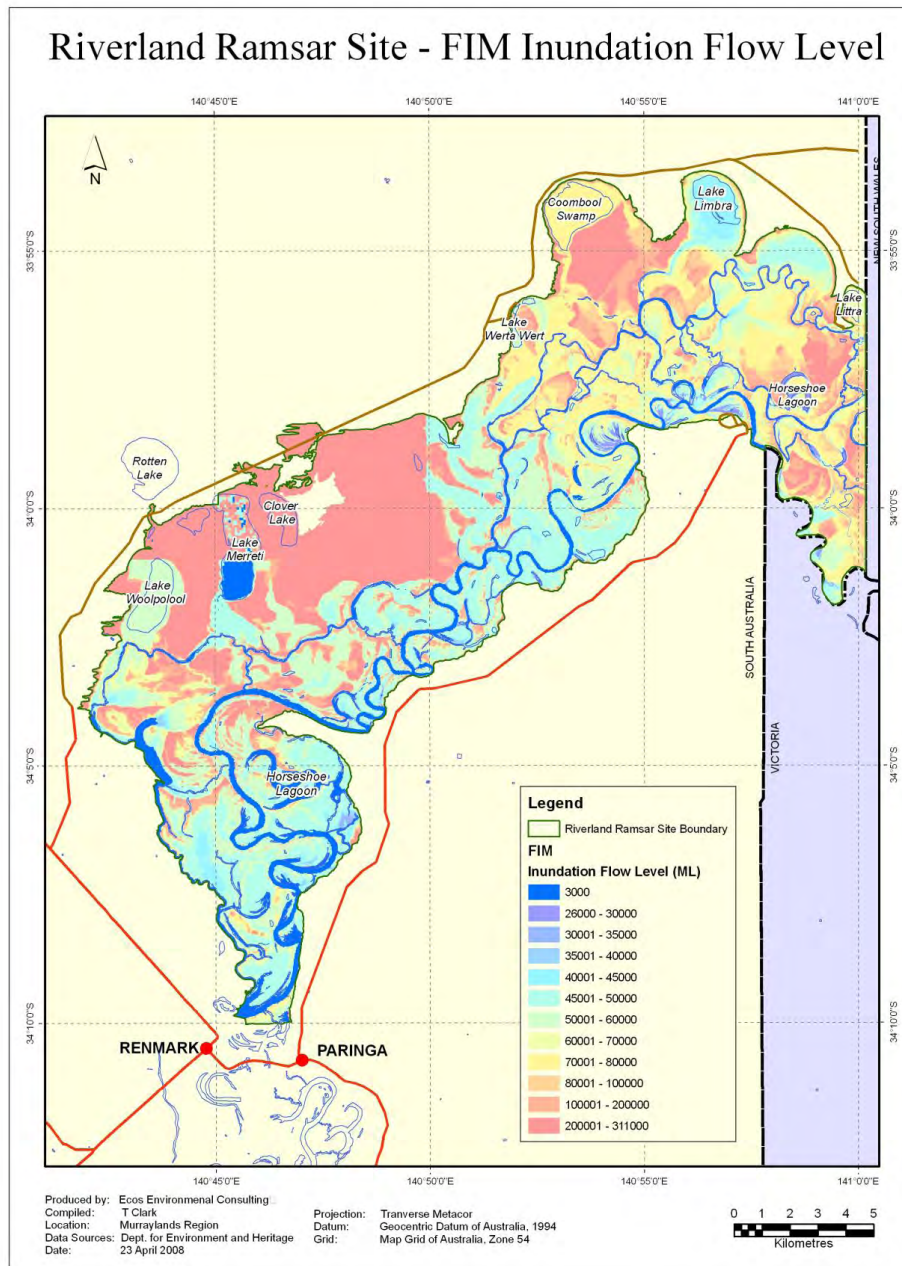 Riverland Ramsar Site - FIM Inundation Flow Level
140°45'0"E
140°50'0"E
140°55'0"E
141°0'0"E
N
NEW SOUTH WALES
Coombool
Swamp
Lake
Limbra
33°55'0"S
33°55'0"S
Lake
Littra
Lake
Werta Wert
Horseshoe
Lagoon
Rotten
Lake
Clover
Lake
34°0'0"S
34°0'0"S
Lake
Merreti
Lake
Woolpolool
SOUTH AUSTRALIA
VICTORIA
34°5'0"S
34°5'0"S
Horseshoe
Lagoon
Legend
Riverland Ramsar Site Boundary
FIM
Inundation Flow Level (ML)
3000
26000 - 30000
30001 - 35000
35001 - 40000
40001 - 45000
45001 - 50000
50001 - 60000
60001 - 70000
70001 - 80000
80001 - 100000
100001 - 200000
200001 - 311000
34°10'0"S
34°10'0"S
RENMARK
PARINGA
140°45'0"E
140°50'0"E
140°55'0"E
141°0'0"E
Produced by: Ecos Environmenal Consulting
Compiled: T Clark
Location: Murraylands Region
Data Sources: Dept. for Environment and Heritage
Date: 23 April 2008
Projection: Tranverse Metacor
Datum: Geocentric Datum of Australia, 1994
Grid: Map Grid of Australia, Zone 54
0 1 2 3 4 5
Kilometres